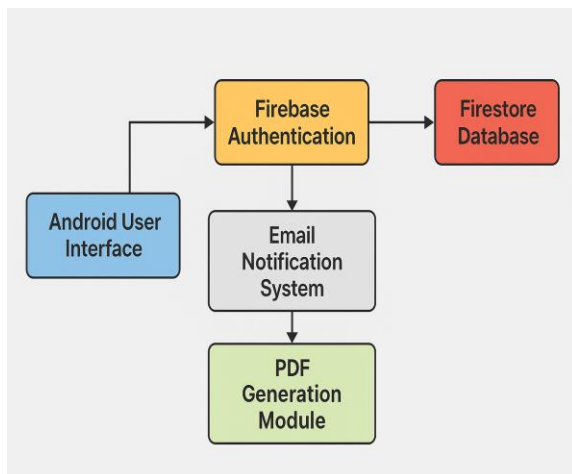 Firebase
Authentication
Firestore
Database
Android User
Interface
Email
Notification
System
PDF
Generation
Module